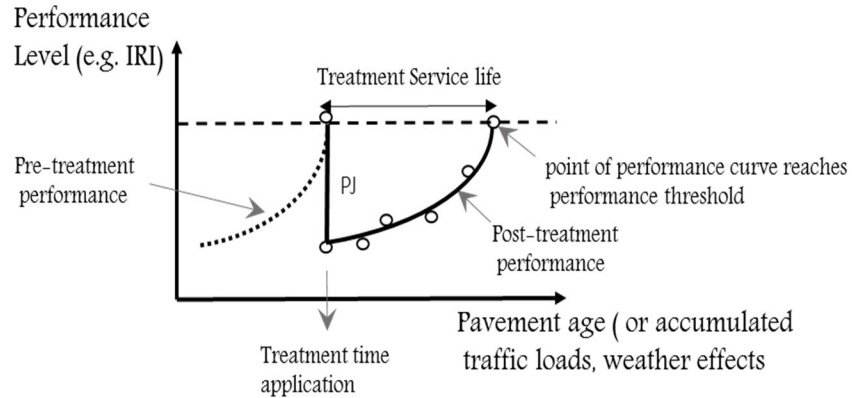 Performance
Level (e.g. IRI)
Treatment Service life
Pre-treatment
performance
PJ
point of performance curve reaches
performance threshold
Post-treatment
performance
Pavement age ( or accumulated
traffic loads, weather effects
Treatment time
application